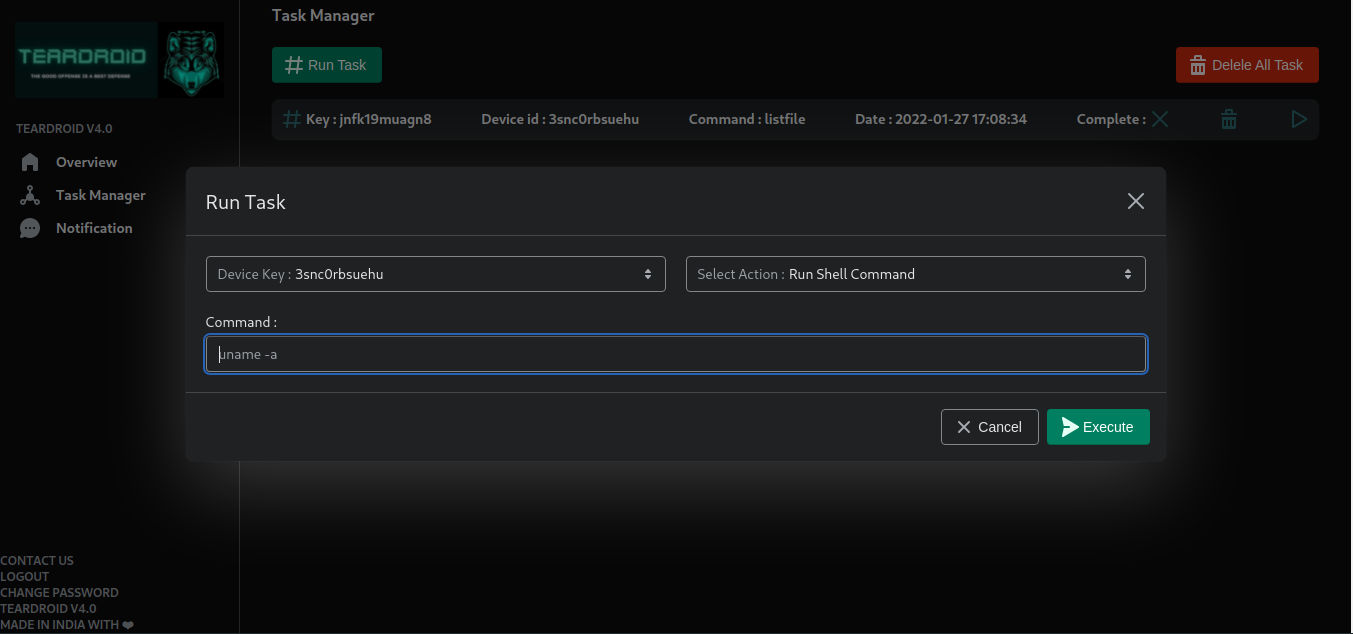 Task Manager
TEARDROID
THE GOOD OFFENSE IS A BEST DEFENSE
Run Task
Delele All Task
TEARDROID V4.0
Key : jnfk19muagn8 Device id : 3snc0rbsuehu Command : listfile Date : 2022-01-27 17:08:34 Complete :
Overview
Task Manager
Notification
Run Task
Device Key : 3snc0rbsuehu
Select Action : Run Shell Command
Command :
uname -a
Cancel
Execute
CONTACT US
LOGOUT
CHANGE PASSWORD
TEARDROID V4.0
MADE IN INDIA WITH ❤